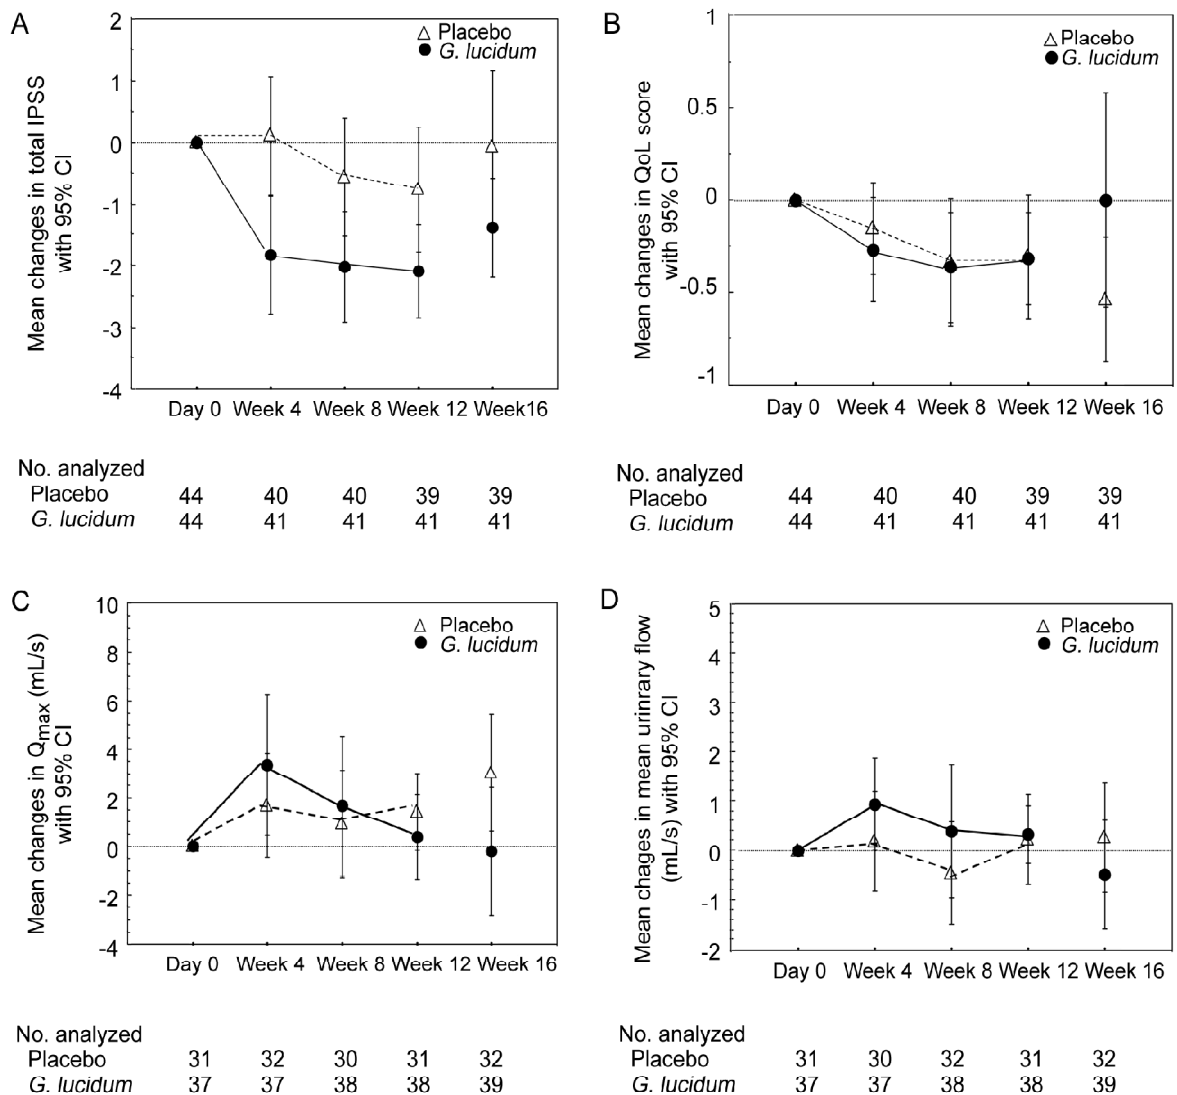 A
2
1
0
-1
-2
-3
-4
Mean changes in total IPSS
with 95% CI
Placebo
G. lucidum
Day 0 Week 4 Week 8 Week 12 Week16
No. analyzed
Placebo 44 40 40 39 39
G. lucidum 44 41 41 41 41
B
1
0.5
0
-0.5
-1
Mean changes in QoL score
with 95% CI
Placebo
G. lucidum
Day 0 Week 4 Week 8 Week 12 Week 16
No. analyzed
Placebo 44 40 40 39 39
G. lucidum 44 41 41 41 41
C
10
8
6
4
2
0
-2
-4
Mean changes in Qmax (mL/s)
with 95% CI
Placebo
G. lucidum
Day 0 Week 4 Week 8 Week 12 Week 16
No. analyzed
Placebo 31 32 30 31 32
G. lucidum 37 37 38 38 39
D
5
4
3
2
1
0
-1
-2
Mean chages in mean urinrary flow
(mL/s) with 95% CI
Placebo
G. lucidum
Day 0 Week 4 Week 8 Week 12 Week 16
No. analyzed
Placebo 31 30 32 31 32
G. lucidum 37 37 38 38 39